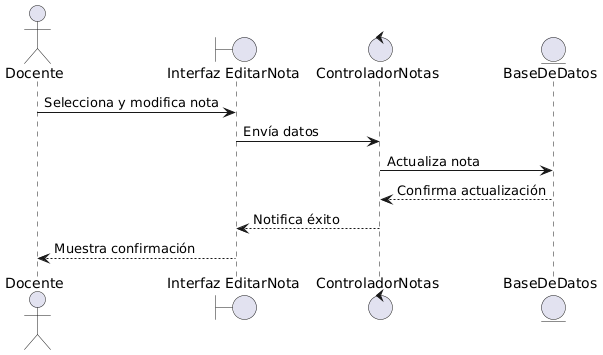 Docente
Interfaz EditarNota
ControladorNotas
BaseDeDatos
Selecciona y modifica nota
Envía datos
Actualiza nota
Confirma actualización
Notifica éxito
Muestra confirmación
Docente
Interfaz EditarNota
ControladorNotas
BaseDeDatos